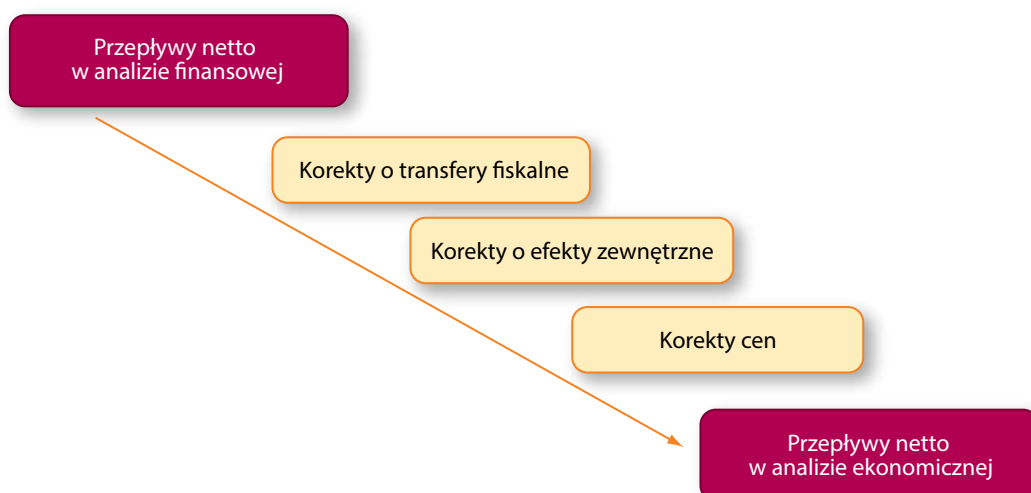 Przepływy netto
w analizie finansowej
Korekty o transfery fiskalne
Korekty o efekty zewnętrzne
Korekty cen
Przepływy netto
w analizie ekonomicznej